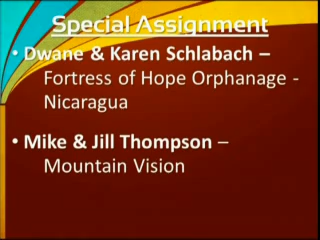 Special Assignment
• Dwane & Karen Schlabach –
Fortress of Hope Orphanage -
Nicaragua
• Mike & Jill Thompson –
Mountain Vision